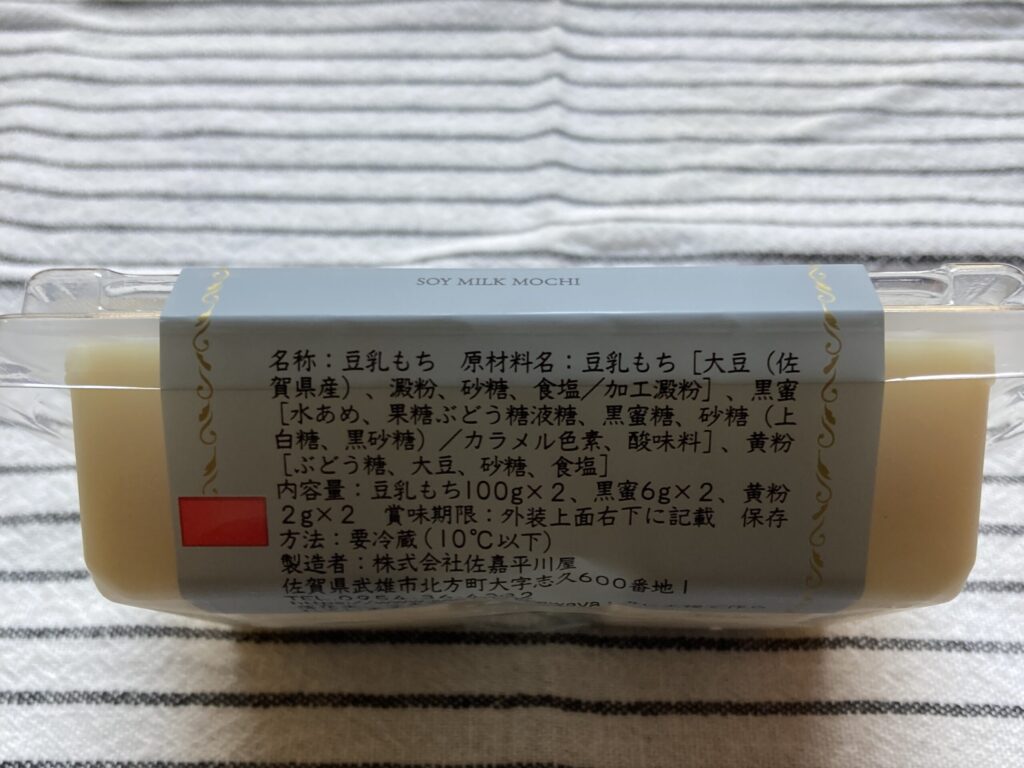 SOY MILK MOCHI
名称：豆乳もち　原材料名：豆乳もち［大豆（佐
賀県産）、澱粉、砂糖、食塩／加工澱粉］、黒蜜
［水あめ、果糖ぶどう糖液糖、黒蜜糖、砂糖（上
白糖、黒砂糖）／カラメル色素、酸味料］、黄粉
［ぶどう糖、大豆、砂糖、食塩］
内容量：豆乳もち100g×2、黒蜜6g×2、黄粉
2g×2　賞味期限：外装上面右下に記載　保存
方法：要冷蔵（10℃以下）
製造者：株式会社佐嘉平川屋
佐賀県武雄市北方町大字志久600番地1
TEL